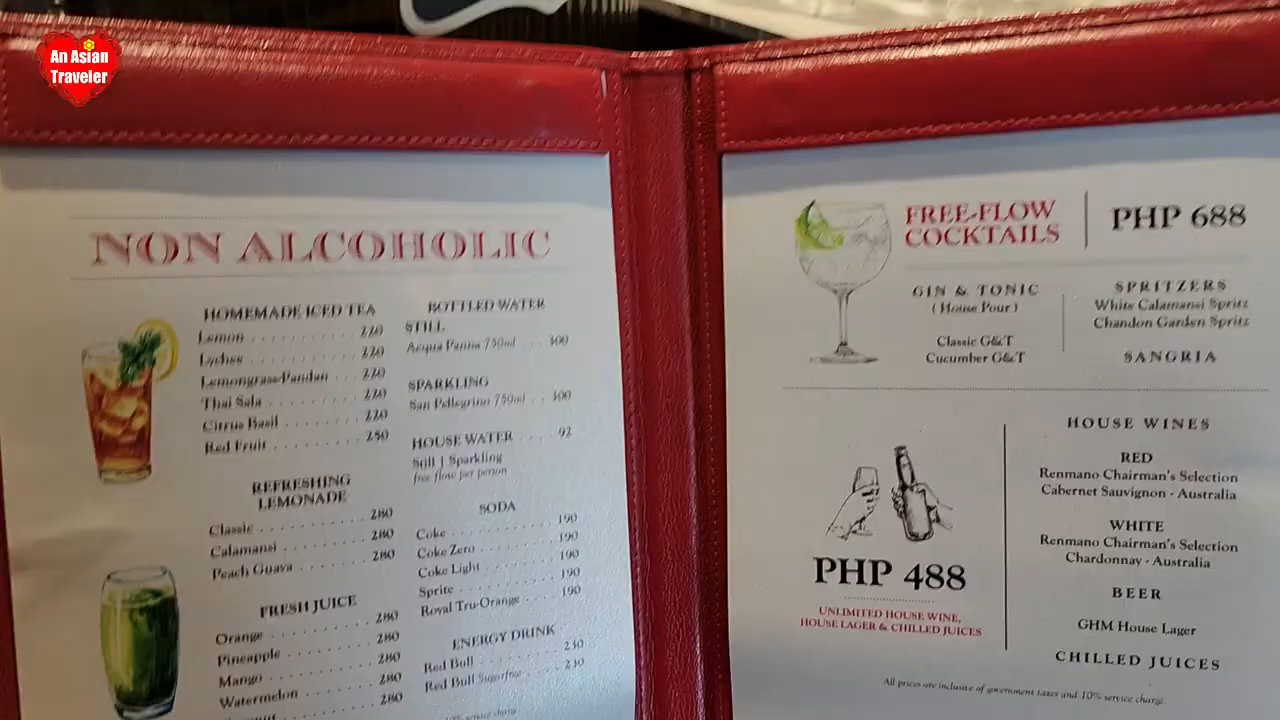 An Asian
Traveler
NON ALCOHOLIC
HOMEMADE ICED TEA
Lemon . . . . . . . . . . . 220
Lychee . . . . . . . . . . 220
Lemongrass-Pandan . . . 220
Thai Sala . . . . . . . . . 220
Citrus Basil . . . . . . . . 220
Red Fruit . . . . . . . . . 250
REFRESHING
LEMONADE
Classic . . . . . . . . . . 280
Calamansi . . . . . . . . 280
Peach Guava . . . . . . . 280
FRESH JUICE
Orange . . . . . . . . . . 280
Pineapple . . . . . . . . . 280
Mango . . . . . . . . . . 280
Watermelon . . . . . . . . 280
280
BOTTLED WATER
STILL
Acqua Panna 750ml . . . 300
SPARKLING
San Pellegrino 750ml . . . 300
HOUSE WATER . . . . 92
Still | Sparkling
free flow per person
SODA
Coke . . . . . . . . . . . 190
Coke Zero . . . . . . . . 190
Coke Light . . . . . . . . 190
Sprite . . . . . . . . . . . 190
Royal Tru-Orange . . . . 190
ENERGY DRINK
Red Bull . . . . . . . . . 230
Red Bull Sugarfree . . . . 230
10% service charge.
FREE-FLOW
COCKTAILS
PHP 688
GIN & TONIC
( House Pour )
Classic G&T
Cucumber G&T
SPRITZERS
White Calamansi Spritz
Chandon Garden Spritz
SANGRIA
PHP 488
UNLIMITED HOUSE WINE,
HOUSE LAGER & CHILLED JUICES
HOUSE WINES
RED
Renmano Chairman's Selection
Cabernet Sauvignon - Australia
WHITE
Renmano Chairman's Selection
Chardonnay - Australia
BEER
GHM House Lager
CHILLED JUICES
All prices are inclusive of government taxes and 10% service charge.